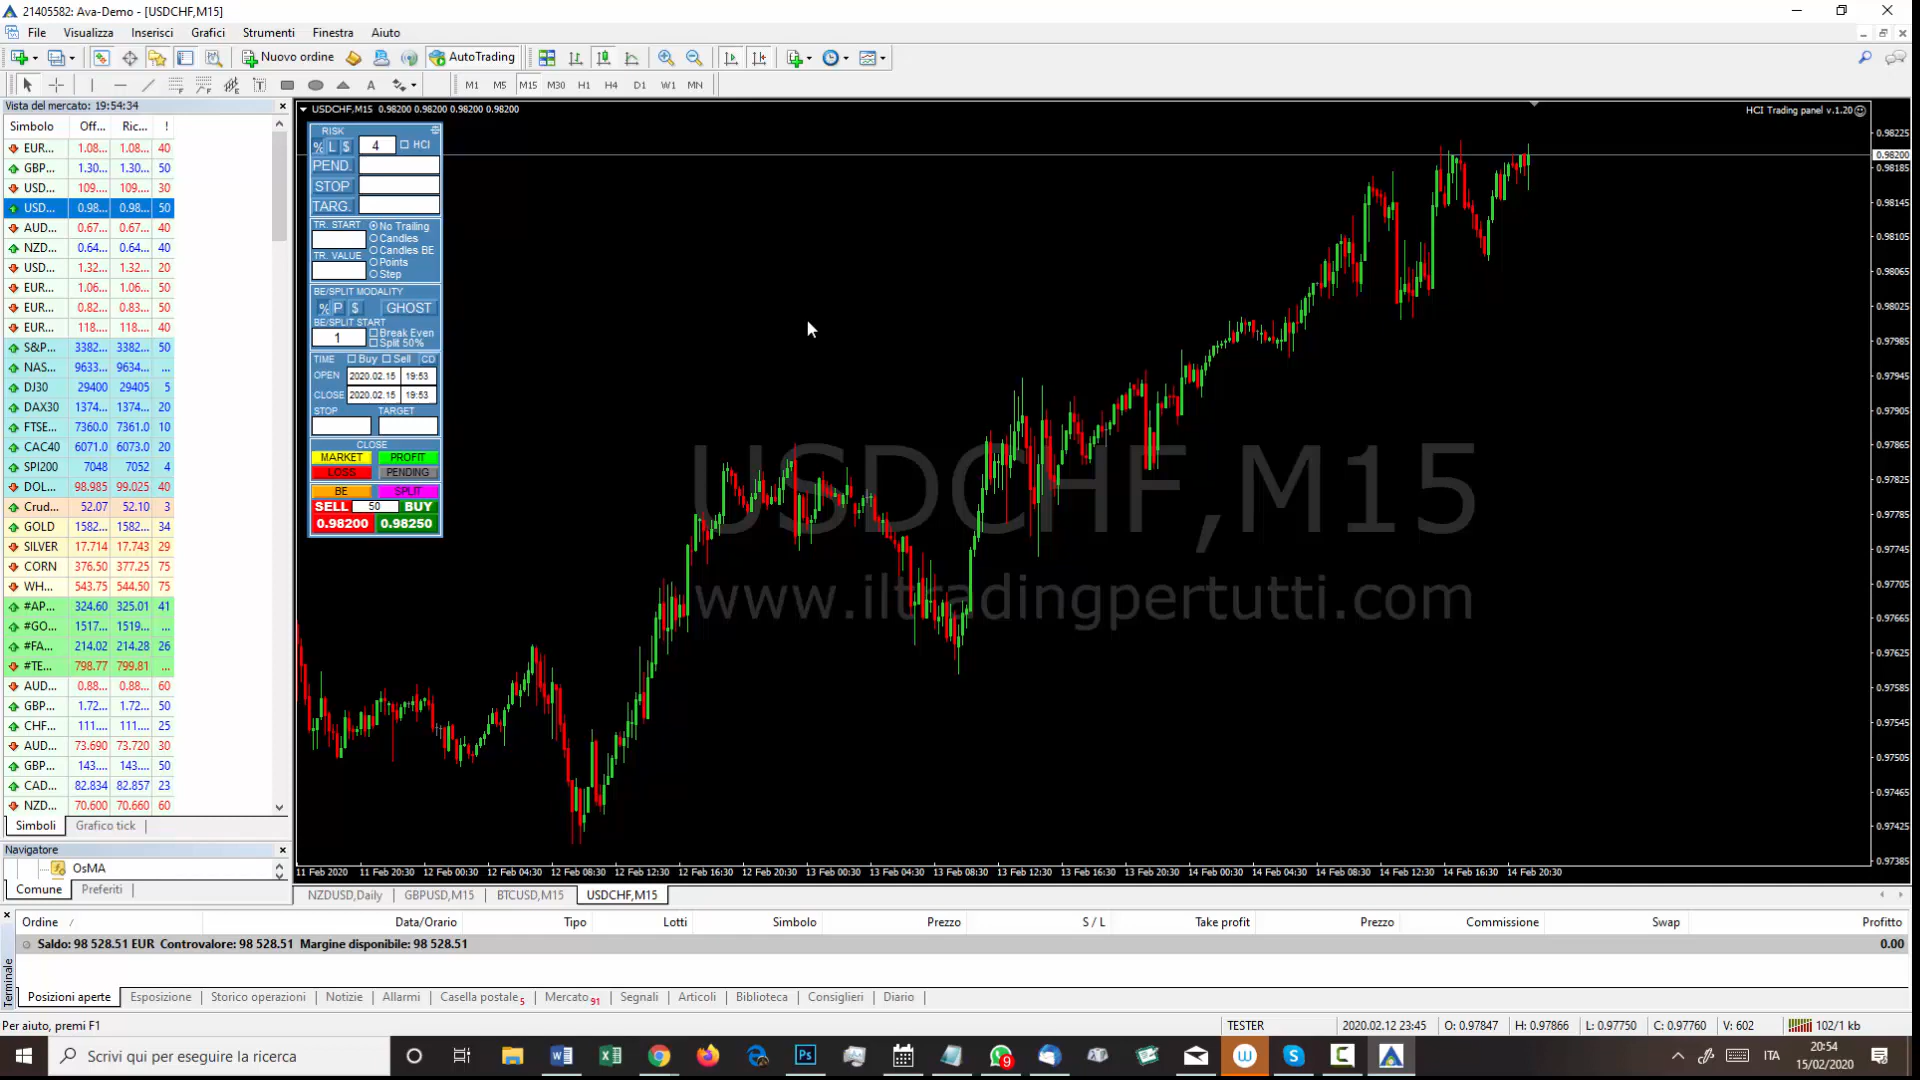 21405582: Ava-Demo - [USDCHF,M15]
File Visualizza Inserisci Grafici Strumenti Finestra Aiuto
Nuovo ordine AutoTrading
M1 M5 M15 M30 H1 H4 D1 W1 MN
Vista del mercato: 19:54:34
Simbolo Off... Ric... !
EUR... 1.08... 1.08... 40
GBP... 1.30... 1.30... 50
USD... 109.... 109.... 30
USD... 0.98... 0.98... 50
AUD... 0.67... 0.67... 40
NZD... 0.64... 0.64... 40
USD... 1.32... 1.32... 20
EUR... 1.06... 1.06... 50
EUR... 0.82... 0.83... 50
EUR... 118.... 118.... 40
S&P... 3382... 3382... 50
NAS... 9633... 9634... ...
DJ30 29400 29405 5
DAX30 1374... 1374... 20
FTSE... 7360.0 7361.0 10
CAC40 6071.0 6073.0 20
SPI200 7048 7052 4
DOL... 98.985 99.025 40
Crud... 52.07 52.10 3
GOLD 1582... 1582... 34
SILVER 17.714 17.743 29
CORN 376.50 377.25 75
WH... 543.75 544.50 75
#AP... 324.60 325.01 41
#GO... 1517... 1519... ...
#FA... 214.02 214.28 26
#TE... 798.77 799.81 ...
AUD... 0.88... 0.88... 60
GBP... 1.72... 1.72... 50
CHF... 111.... 111.... 25
AUD... 73.690 73.720 30
GBP... 143.... 143.... 50
CAD... 82.834 82.857 23
NZD... 70.600 70.660 60
Simboli Grafico tick
Navigatore
OsMA
Comune Preferiti
USDCHF,M15 0.98200 0.98200 0.98200 0.98200
HCI Trading panel v.1.20
RISK
% L $ 4 HCI
PEND.
STOP
TARG.
TR. START No Trailing
Candles
Candles BE
TR. VALUE
Points
Step
BE/SPLIT MODALITY
% P $ GHOST
BE/SPLIT START
1 Break Even
Split 50%
TIME Buy Sell CD
OPEN 2020.02.15 19:53
CLOSE 2020.02.15 19:53
STOP TARGET
CLOSE
MARKET PROFIT
LOSS PENDING
BE SPLIT
SELL 50 BUY
0.98200 0.98250
USDCHF,M15
www.iltradingpertutti.com
0.98225
0.98200
0.98185
0.98145
0.98105
0.98065
0.98025
0.97985
0.97945
0.97905
0.97865
0.97825
0.97785
0.97745
0.97705
0.97665
0.97625
0.97585
0.97545
0.97505
0.97465
0.97425
0.97385
11 Feb 2020 11 Feb 20:30 12 Feb 00:30 12 Feb 04:30 12 Feb 08:30 12 Feb 12:30 12 Feb 16:30 12 Feb 20:30 13 Feb 00:30 13 Feb 04:30 13 Feb 08:30 13 Feb 12:30 13 Feb 16:30 13 Feb 20:30 14 Feb 00:30 14 Feb 04:30 14 Feb 08:30 14 Feb 12:30 14 Feb 16:30 14 Feb 20:30
NZDUSD,Daily GBPUSD,M15 BTCUSD,M15 USDCHF,M15
Ordine / Data/Orario Tipo Lotti Simbolo Prezzo S / L Take profit Prezzo Commissione Swap Profitto
Saldo: 98 528.51 EUR Controvalore: 98 528.51 Margine disponibile: 98 528.51 0.00
Terminale
Posizioni aperte Esposizione Storico operazioni Notizie Allarmi Casella postale 5 Mercato 91 Segnali Articoli Biblioteca Consiglieri Diario
Per aiuto, premi F1 TESTER 2020.02.12 23:45 O: 0.97847 H: 0.97866 L: 0.97750 C: 0.97760 V: 602 102/1 kb
Scrivi qui per eseguire la ricerca
9
ITA
20:54
15/02/2020